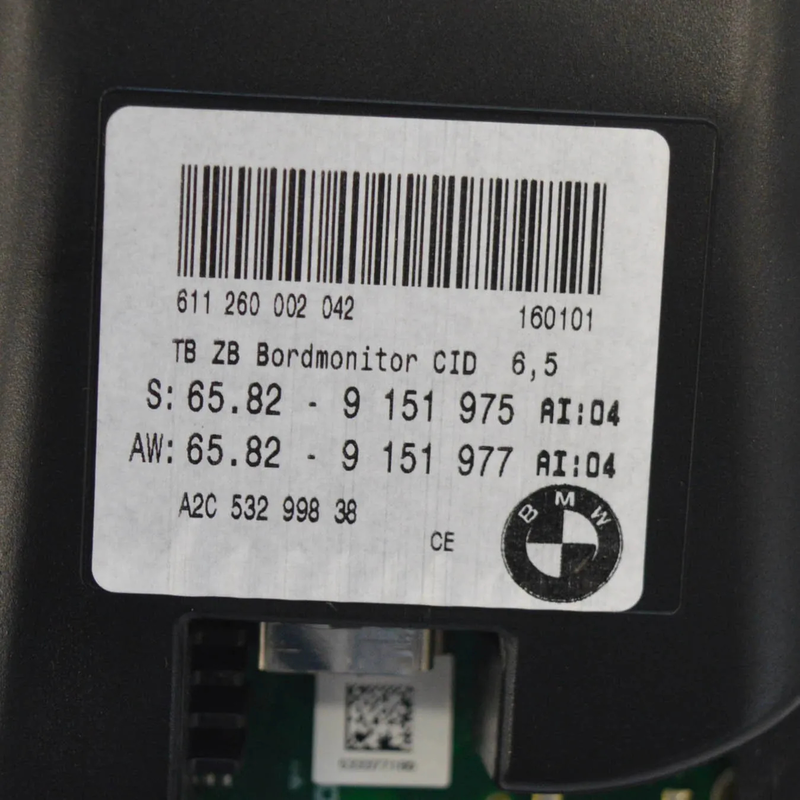 611 260 002 042 160101
TB ZB Bordmonitor CID 6,5
S: 65.82 - 9 151 975 AI:04
AW: 65.82 - 9 151 977 AI:04
A2C 532 998 38
CE
BMW